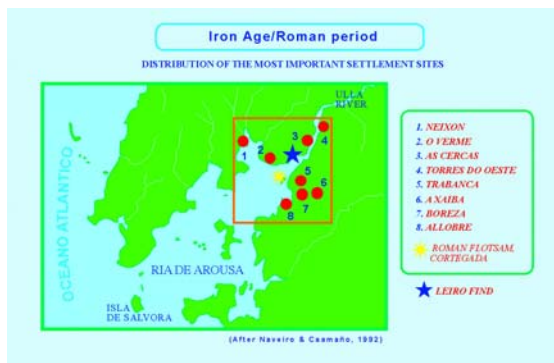 Iron Age/Roman period
DISTRIBUTION OF THE MOST IMPORTANT SETTLEMENT SITES
ULLA
RIVER
3
4
2
1
5
6
7
8
OCEANO ATLANTICO
RIA DE AROUSA
ISLA
DE SALVORA
1. NEIXON
2. O VERME
3. AS CERCAS
4. TORRES DO OESTE
5. TRABANCA
6. A XAIBA
7. BOREZA
8. ALLOBRE
ROMAN FLOTSAM,
CORTEGADA
LEIRO FIND
(After Naveiro & Caamaño, 1992)